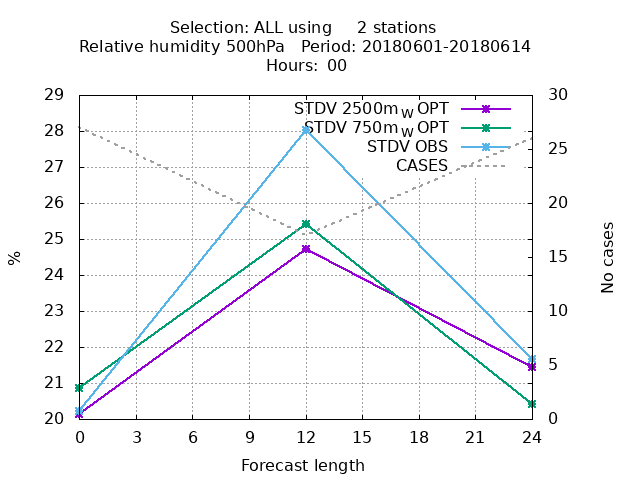 Selection: ALL using     2 stations
Relative humidity 500hPa   Period: 20180601-20180614
Hours: 00
29
30
STDV 2500m_W OPT
28
STDV 750m_W OPT
25
STDV OBS
27
CASES
26
20
25
%
No cases
15
24
23
10
22
5
21
20
0
0 3 6 9 12 15 18 21 24
Forecast length